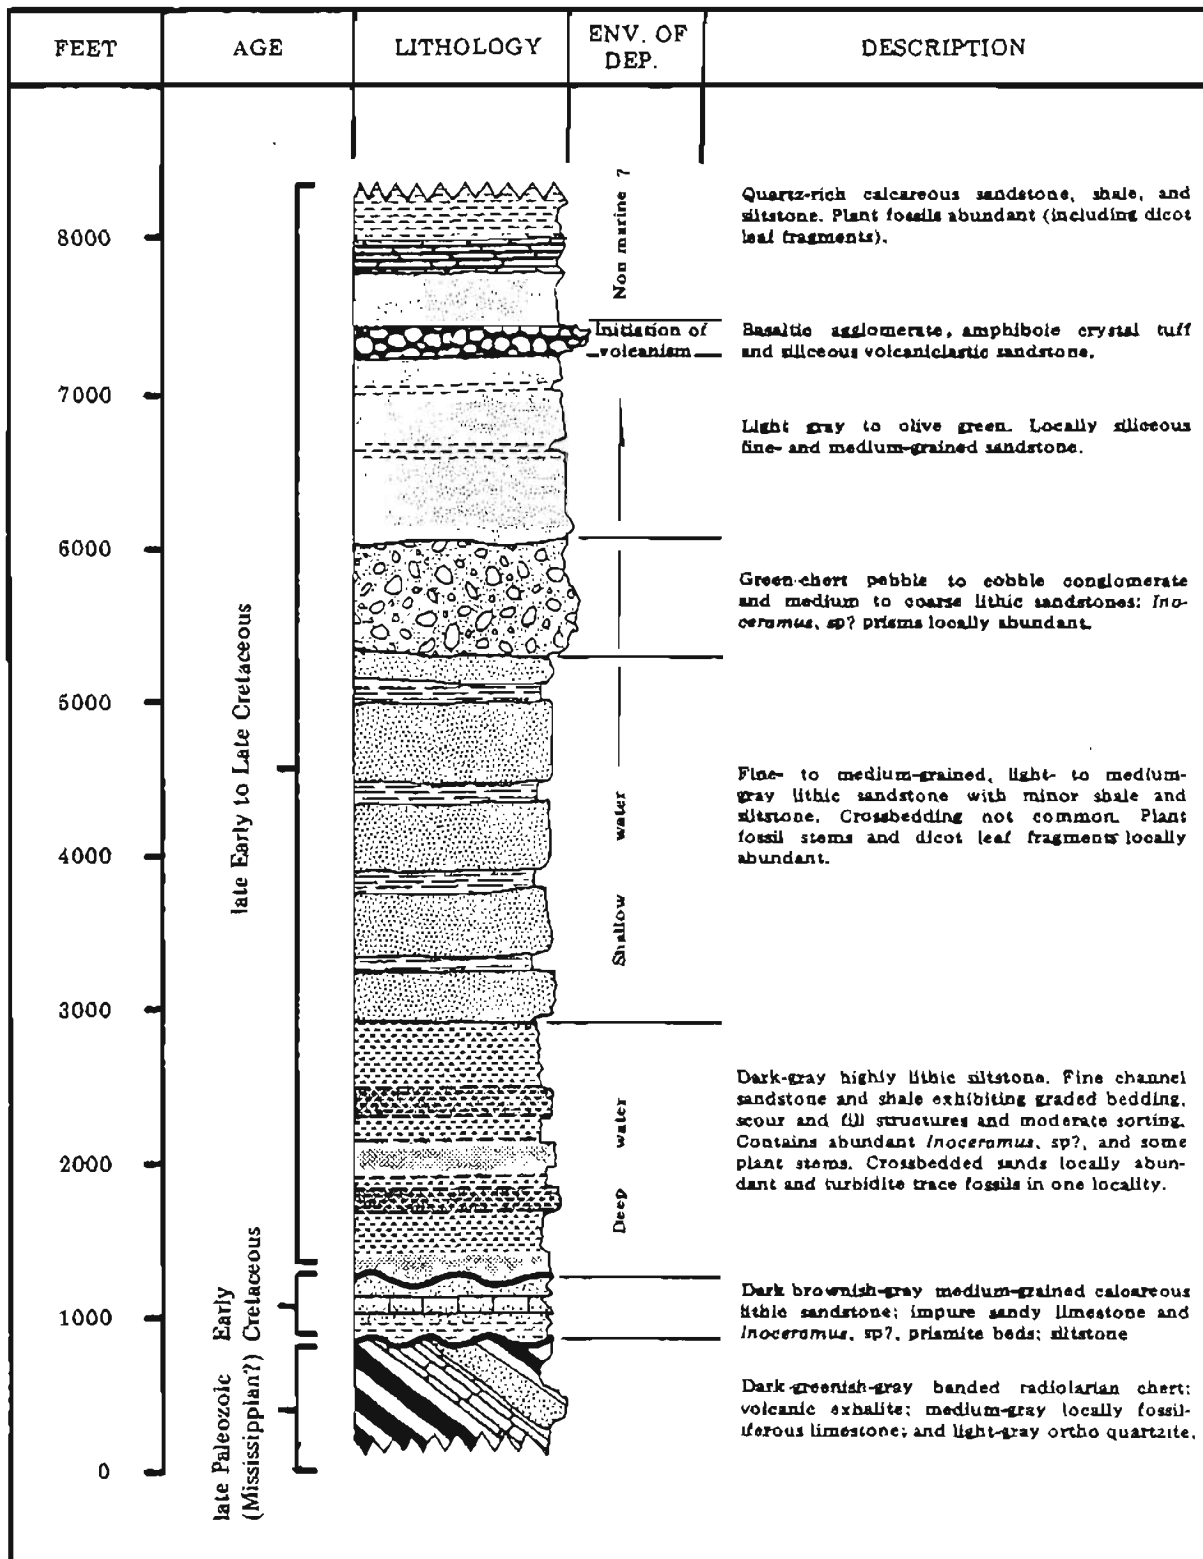 FEET AGE LITHOLOGY ENV. OF DEP. DESCRIPTION
8000
7000
6000
5000
4000
3000
2000
1000
0
late Early to Late Cretaceous
Early Cretaceous
late Paleozoic
(Mississippian?)
Non marine ?
Initiation of
volcanism
Shallow water
Deep water
Quartz-rich calcareous sandstone, shale, and
siltstone. Plant fossils abundant (including dicot
leaf fragments).
Basaltic agglomerate, amphibole crystal tuff
and siliceous volcaniclastic sandstone.
Light gray to olive green. Locally siliceous
fine- and medium-grained sandstone.
Green-chert pebble to cobble conglomerate
and medium to coarse lithic sandstones: Ino-
ceramus, sp? prisms locally abundant.
Fine- to medium-grained, light- to medium-
gray lithic sandstone with minor shale and
siltstone. Crossbedding not common. Plant
fossil stems and dicot leaf fragments locally
abundant.
Dark-gray highly lithic siltstone. Fine channel
sandstone and shale exhibiting graded bedding,
scour and fill structures and moderate sorting.
Contains abundant Inoceramus, sp?, and some
plant stems. Crossbedded sands locally abun-
dant and turbidite trace fossils in one locality.
Dark brownish-gray medium-grained calcareous
lithic sandstone; impure sandy limestone and
Inoceramus, sp?, prismite beds; siltstone
Dark-greenish-gray banded radiolarian chert;
volcanic exhalite; medium-gray locally fossil-
iferous limestone; and light-gray ortho quartzite.